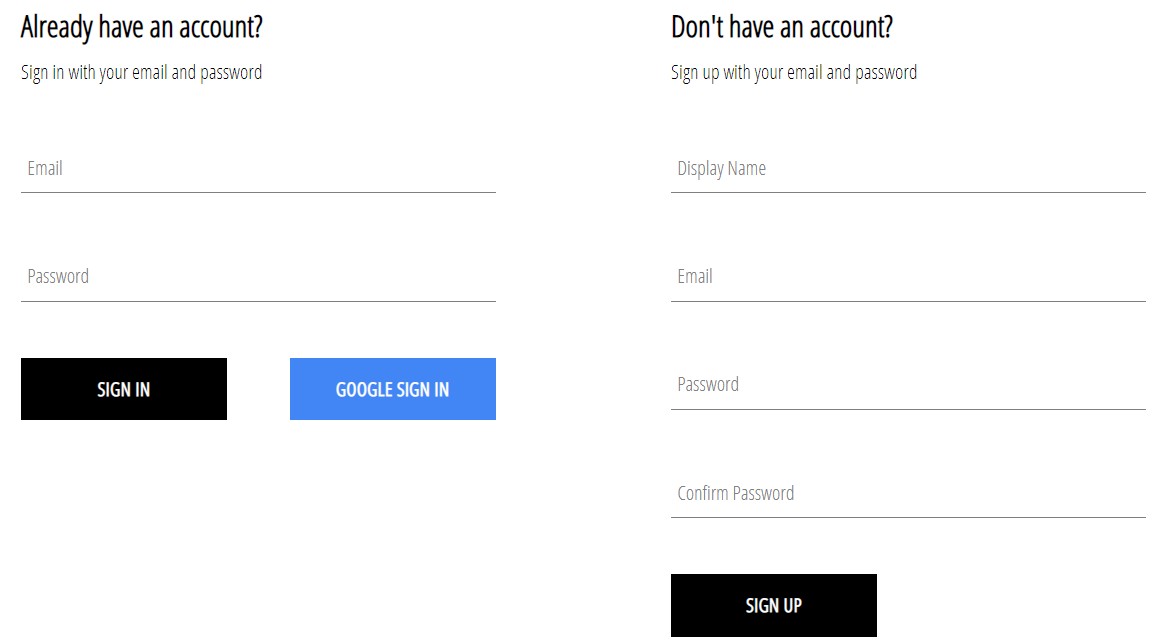 Already have an account?
Sign in with your email and password
Email
Password
SIGN IN
GOOGLE SIGN IN
Don't have an account?
Sign up with your email and password
Display Name
Email
Password
Confirm Password
SIGN UP